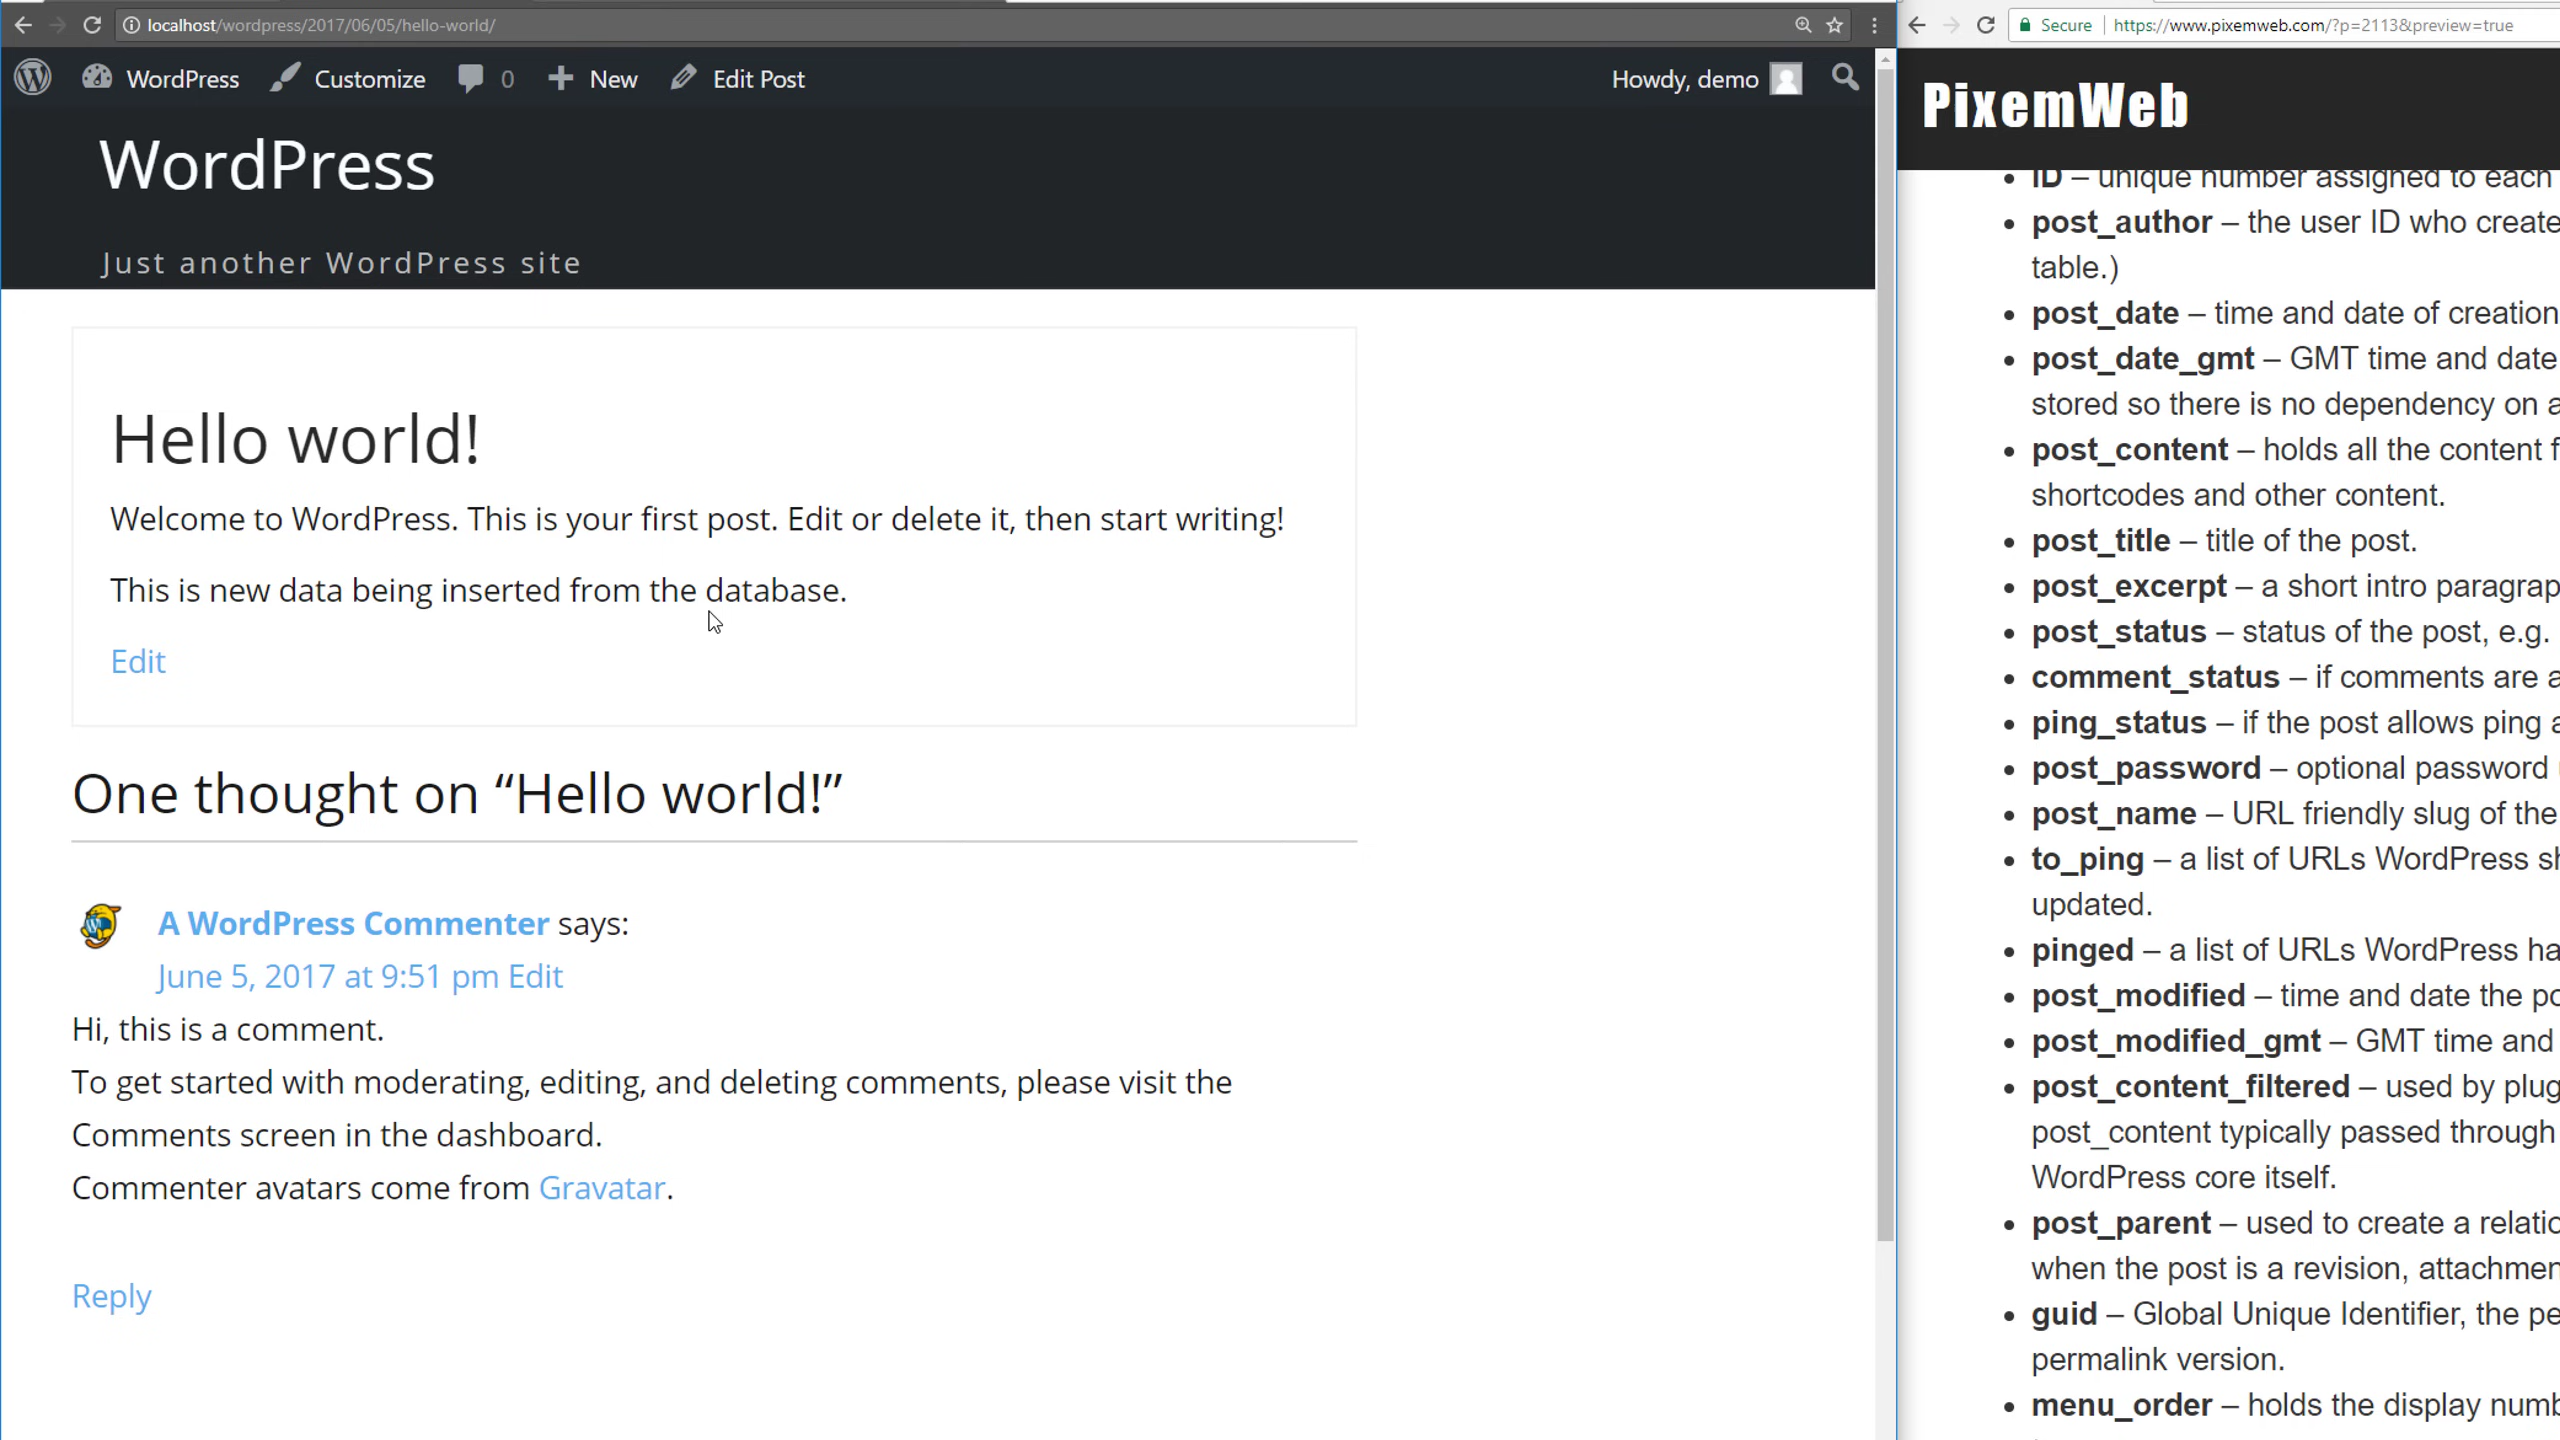 localhost/wordpress/2017/06/05/hello-world/
WordPress
Customize
0
New
Edit Post
Howdy, demo
WordPress
Just another WordPress site
Hello world!
Welcome to WordPress. This is your first post. Edit or delete it, then start writing!
This is new data being inserted from the database.
Edit
One thought on “Hello world!”
A WordPress Commenter says:
June 5, 2017 at 9:51 pm Edit
Hi, this is a comment.
To get started with moderating, editing, and deleting comments, please visit the
Comments screen in the dashboard.
Commenter avatars come from Gravatar.
Reply
Secure
https://www.pixemweb.com/?p=2113&preview=true
PixemWeb
ID – unique number assigned to each
post_author – the user ID who create
table.)
post_date – time and date of creation
post_date_gmt – GMT time and date
stored so there is no dependency on a
post_content – holds all the content f
shortcodes and other content.
post_title – title of the post.
post_excerpt – a short intro paragrap
post_status – status of the post, e.g.
comment_status – if comments are a
ping_status – if the post allows ping a
post_password – optional password
post_name – URL friendly slug of the
to_ping – a list of URLs WordPress sh
updated.
pinged – a list of URLs WordPress ha
post_modified – time and date the po
post_modified_gmt – GMT time and
post_content_filtered – used by plug
post_content typically passed through
WordPress core itself.
post_parent – used to create a relatio
when the post is a revision, attachmen
guid – Global Unique Identifier, the pe
permalink version.
menu_order – holds the display numb